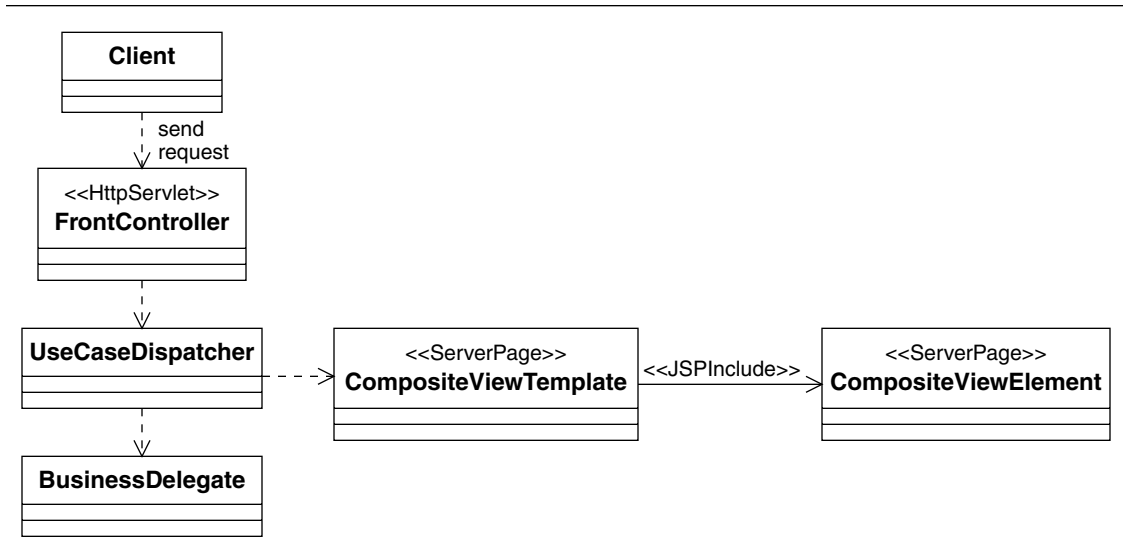 Client
send
request
<<HttpServlet>>
FrontController
UseCaseDispatcher
<<ServerPage>>
CompositeViewTemplate
<<JSPInclude>>
<<ServerPage>>
CompositeViewElement
BusinessDelegate